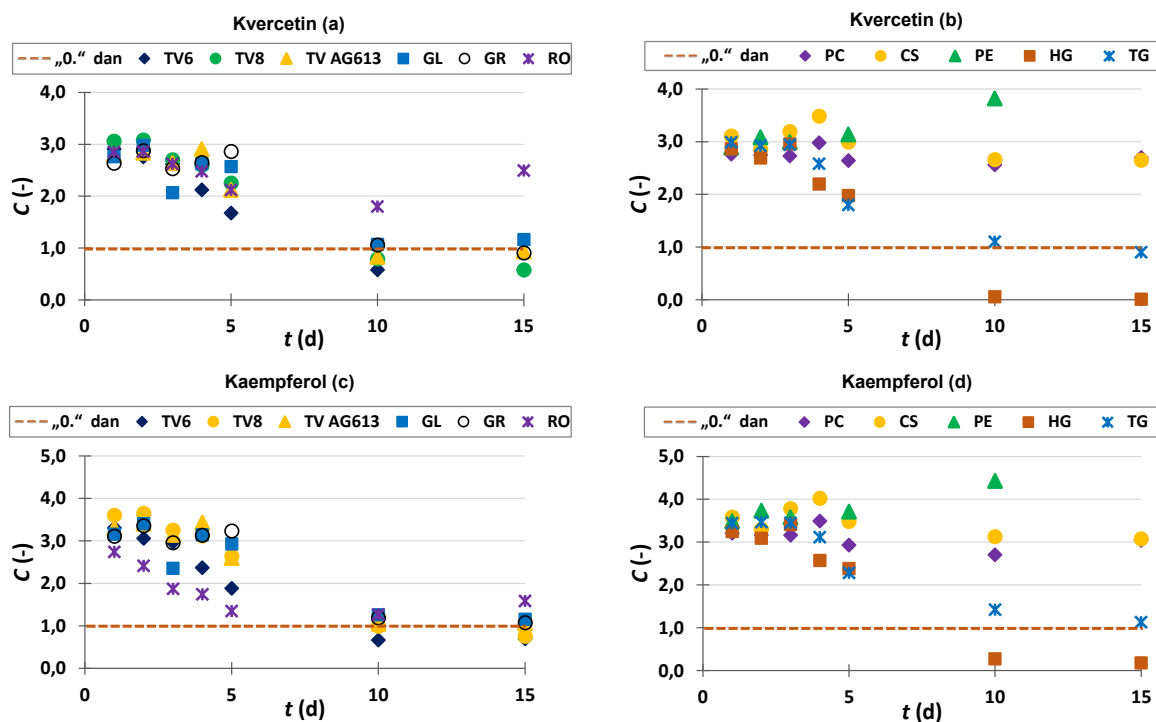 Kvercetin (a)
„0.“ dan TV6 TV8 TV AG613 GL GR RO
4,0
3,0
2,0
1,0
0,0
C (-)
0 5 10 15
t (d)
Kvercetin (b)
„0.“ dan PC CS PE HG TG
4,0
3,0
2,0
1,0
0,0
C (-)
0 5 10 15
t (d)
Kaempferol (c)
„0.“ dan TV6 TV8 TV AG613 GL GR RO
5,0
4,0
3,0
2,0
1,0
0,0
C (-)
0 5 10 15
t (d)
Kaempferol (d)
„0.“ dan PC CS PE HG TG
5,0
4,0
3,0
2,0
1,0
0,0
C (-)
0 5 10 15
t (d)